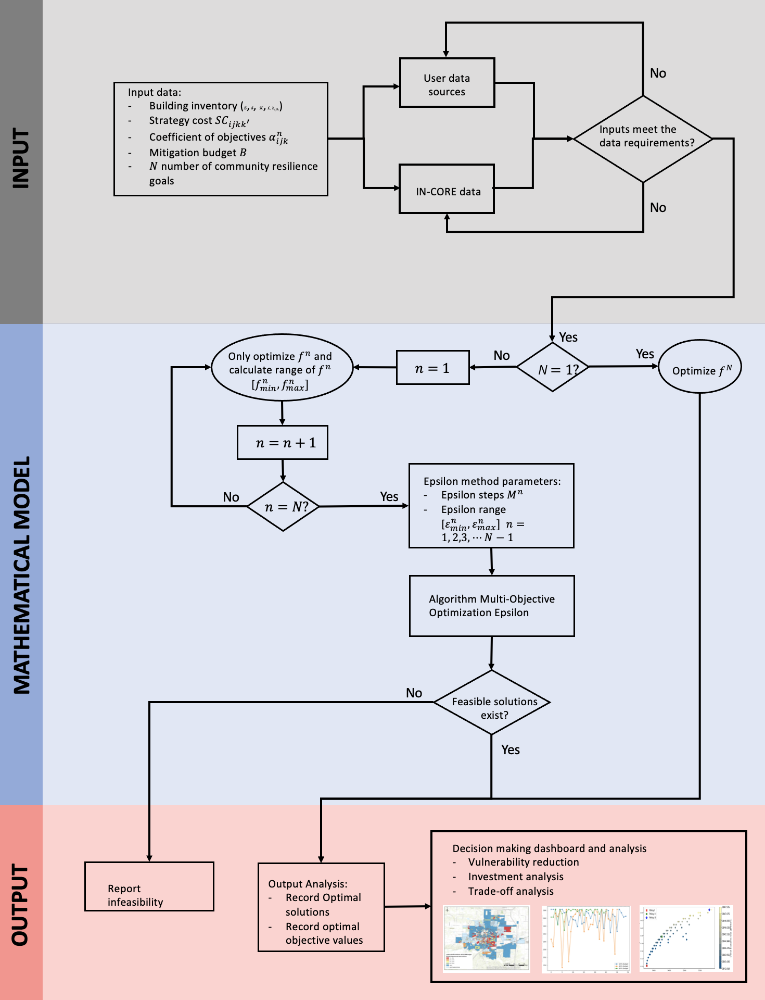 INPUT
Input data:
- Building inventory (z, s, ϰ, ℒ, b_ijk)
- Strategy cost SC_ijkk′
- Coefficient of objectives α^n_ijk
- Mitigation budget B
- N number of community resilience
goals
User data
sources
IN-CORE data
No
Inputs meet the
data requirements?
No
MATHEMATICAL MODEL
Yes
Only optimize f^n and
calculate range of f^n
[f^n_min, f^n_max]
n = 1
No
N = 1?
Yes
Optimize f^N
n = n + 1
No
n = N?
Yes
Epsilon method parameters:
- Epsilon steps M^n
- Epsilon range
[ε^n_min, ε^n_max] n =
1, 2,3, ⋯ N − 1
Algorithm Multi-Objective
Optimization Epsilon
No
Feasible solutions
exist?
Yes
OUTPUT
Report
infeasibility
Output Analysis:
- Record Optimal
solutions
- Record optimal
objective values
Decision making dashboard and analysis
- Vulnerability reduction
- Investment analysis
- Trade-off analysis